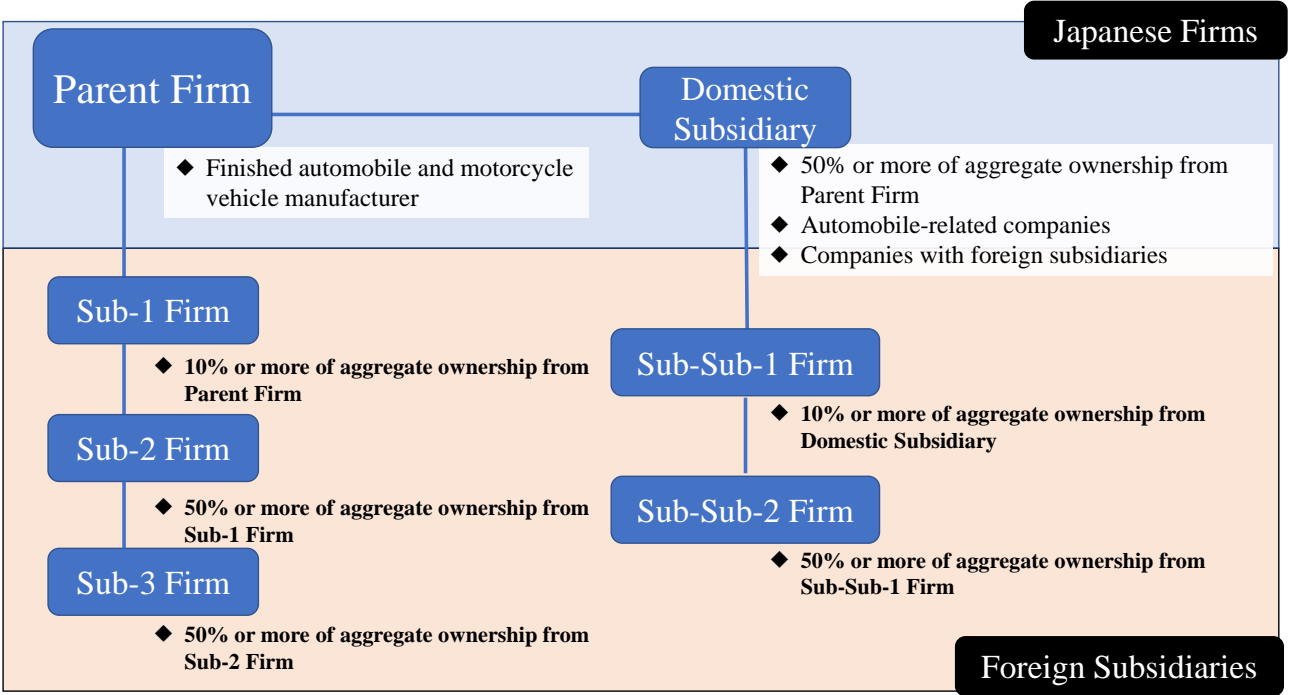 Japanese Firms
Parent Firm
Domestic
Subsidiary
◆ Finished automobile and motorcycle
vehicle manufacturer
◆ 50% or more of aggregate ownership from
Parent Firm
◆ Automobile-related companies
◆ Companies with foreign subsidiaries
Sub-1 Firm
◆ 10% or more of aggregate ownership from
Parent Firm
Sub-2 Firm
◆ 50% or more of aggregate ownership from
Sub-1 Firm
Sub-3 Firm
◆ 50% or more of aggregate ownership from
Sub-2 Firm
Sub-Sub-1 Firm
◆ 10% or more of aggregate ownership from
Domestic Subsidiary
Sub-Sub-2 Firm
◆ 50% or more of aggregate ownership from
Sub-Sub-1 Firm
Foreign Subsidiaries